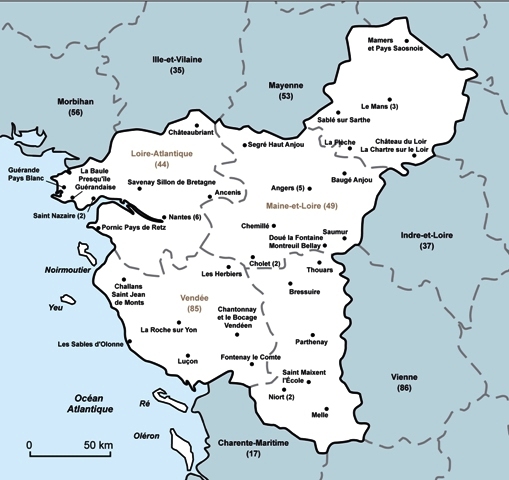 Mamers
et Pays Saosnois
Ille-et-Vilaine
(35)
Mayenne
(53)
Morbihan
(56)
Le Mans (3)
Sablé sur Sarthe
Châteaubriant
Segré Haut Anjou
La Flèche
Château du Loir
La Chartre sur le Loir
Loire-Atlantique
(44)
Guérande
Pays Blanc
La Baule
Presqu'île
Guérandaise
Savenay Sillon de Bretagne
Baugé Anjou
Angers (5)
Ancenis
Saint Nazaire (2)
Nantes (6)
Maine-et-Loire (49)
Pornic Pays de Retz
Chemillé
Saumur
Doué la Fontaine
Montreuil Bellay
Indre-et-Loire
(37)
Noirmoutier
Cholet (2)
Les Herbiers
Thouars
Challans
Saint Jean
de Monts
Bressuire
Yeu
Vendée
(85)
Chantonnay
et le Bocage
Vendéen
La Roche sur Yon
Les Sables d'Olonne
Parthenay
Luçon
Fontenay le Comte
Saint Maixent
l'École
Vienne
(86)
Niort (2)
Océan
Atlantique
Ré
Melle
Oléron
0
50 km
Charente-Maritime
(17)